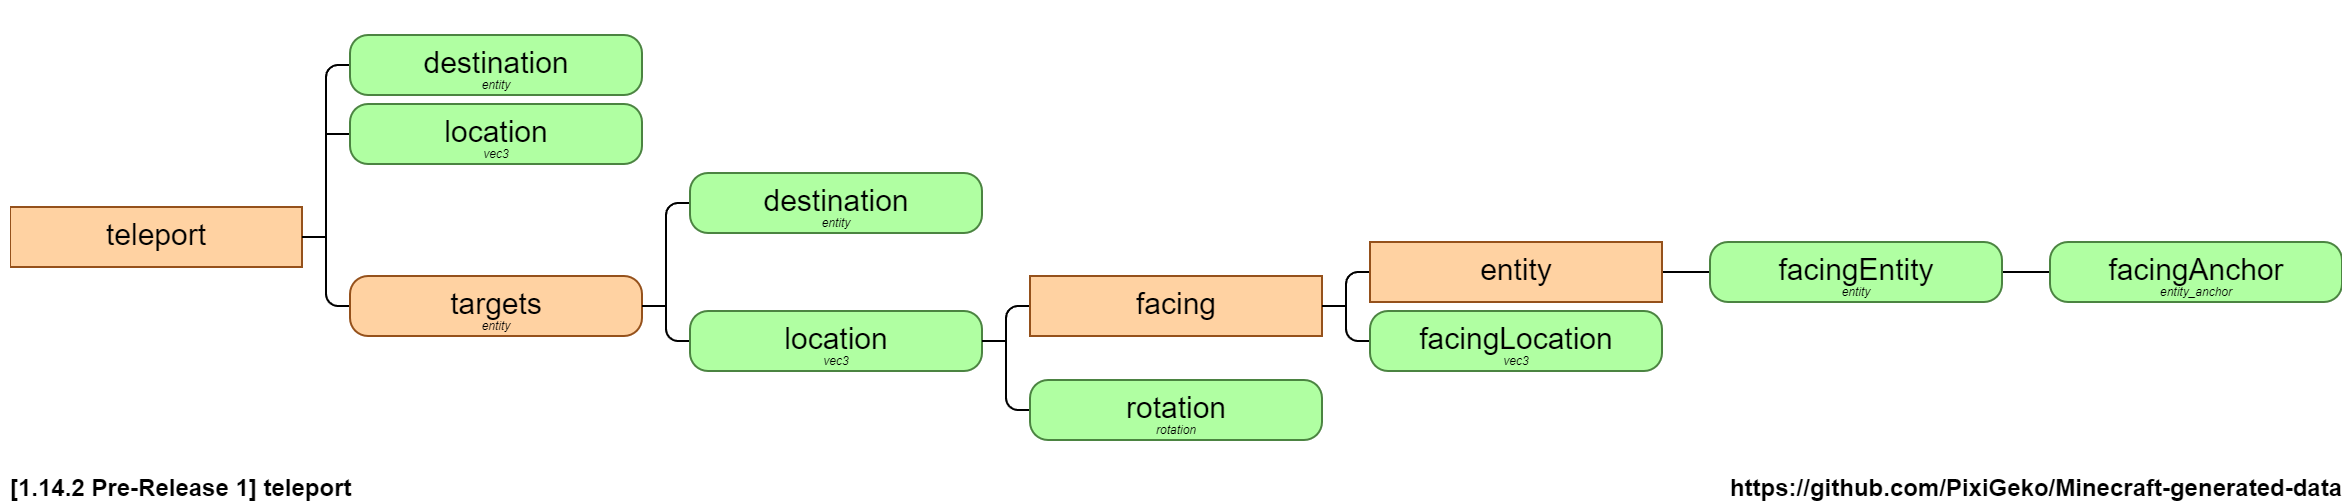 destination
entity
location
vec3
teleport
targets
entity
destination
entity
location
vec3
facing
rotation
rotation
entity
facingLocation
vec3
facingEntity
entity
facingAnchor
entity_anchor
[1.14.2 Pre-Release 1] teleport
https://github.com/PixiGeko/Minecraft-generated-data